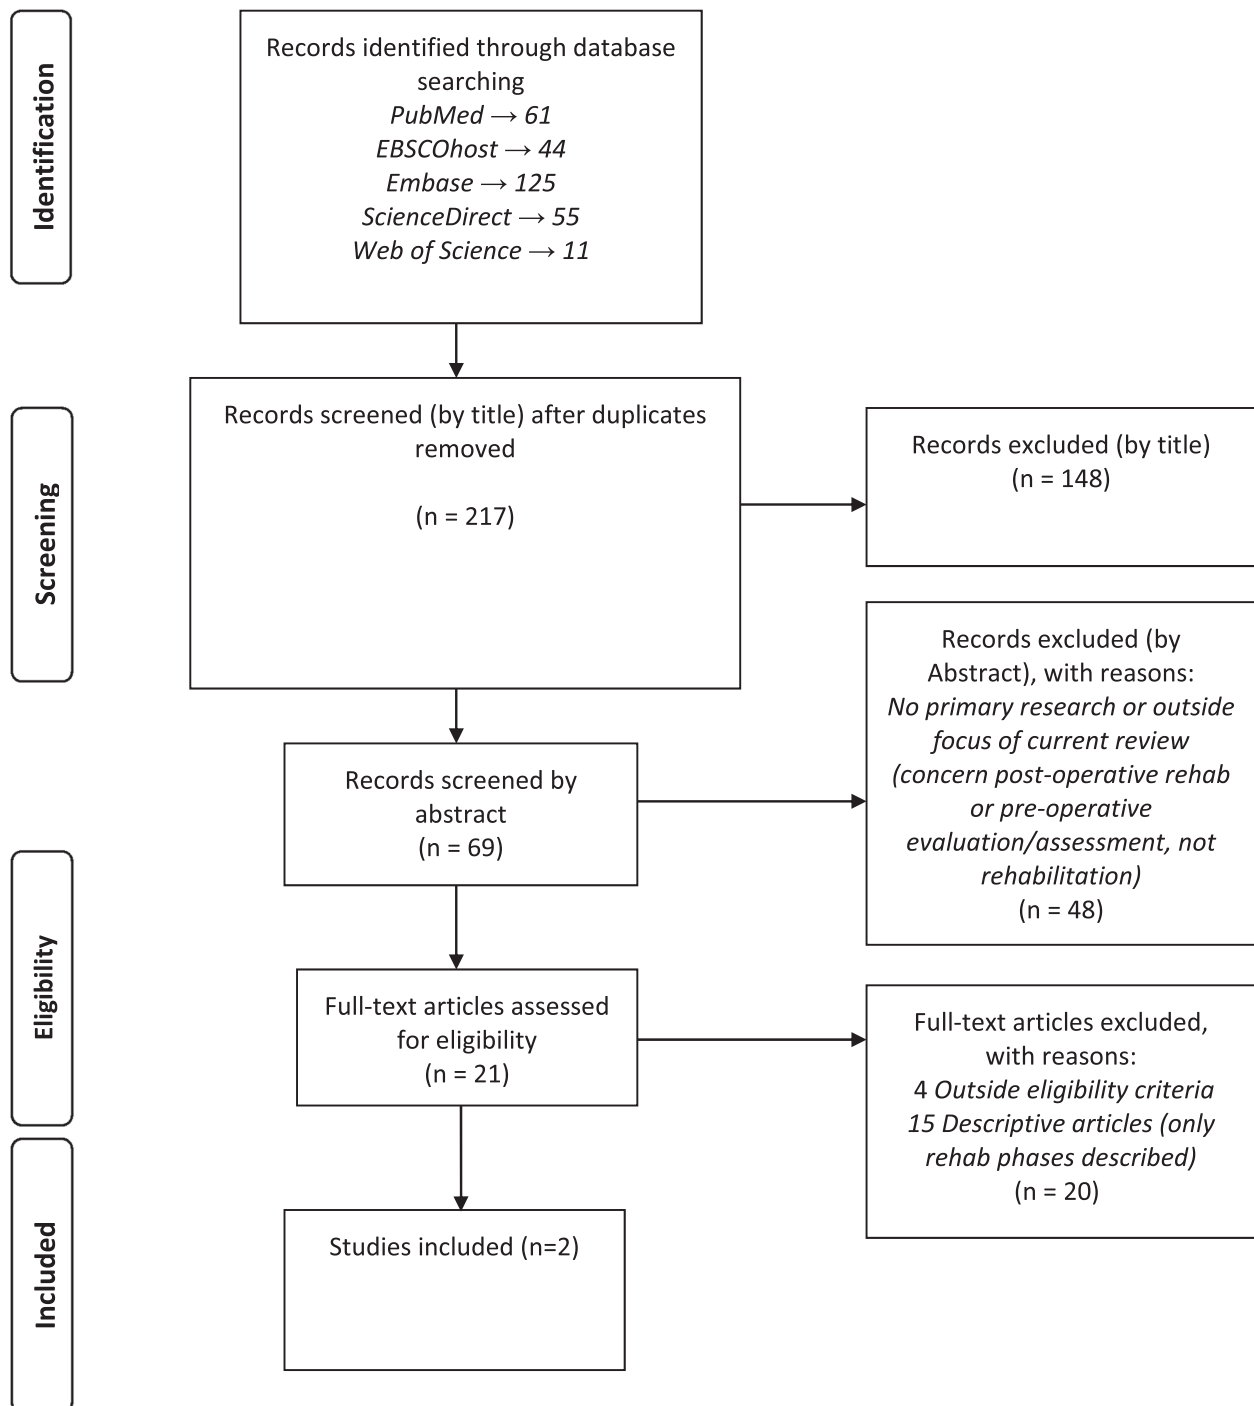 Identification
Records identified through database
searching
PubMed → 61
EBSCOhost → 44
Embase → 125
ScienceDirect → 55
Web of Science → 11
Screening
Records screened (by title) after duplicates
removed
(n = 217)
Records excluded (by title)
(n = 148)
Records screened by
abstract
(n = 69)
Records excluded (by
Abstract), with reasons:
No primary research or outside
focus of current review
(concern post-operative rehab
or pre-operative
evaluation/assessment, not
rehabilitation)
(n = 48)
Eligibility
Full-text articles assessed
for eligibility
(n = 21)
Full-text articles excluded,
with reasons:
4 Outside eligibility criteria
15 Descriptive articles (only
rehab phases described)
(n = 20)
Included
Studies included (n=2)